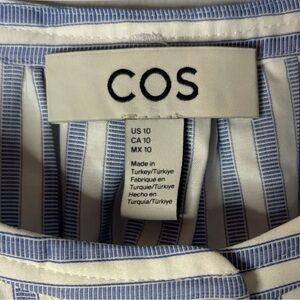 COS
US 10
CA 10
MX 10
Made in
Turkey/Türkiye
Fabriqué en
Turquie/Türkiye
Hecho en
Turquía/Türkiye